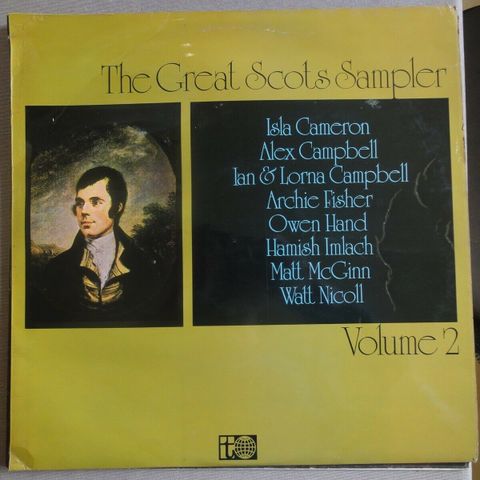 The Great Scots Sampler
Isla Cameron
Alex Campbell
Ian & Lorna Campbell
Archie Fisher
Owen Hand
Hamish Imlach
Matt McGinn
Watt Nicoll
Volume 2